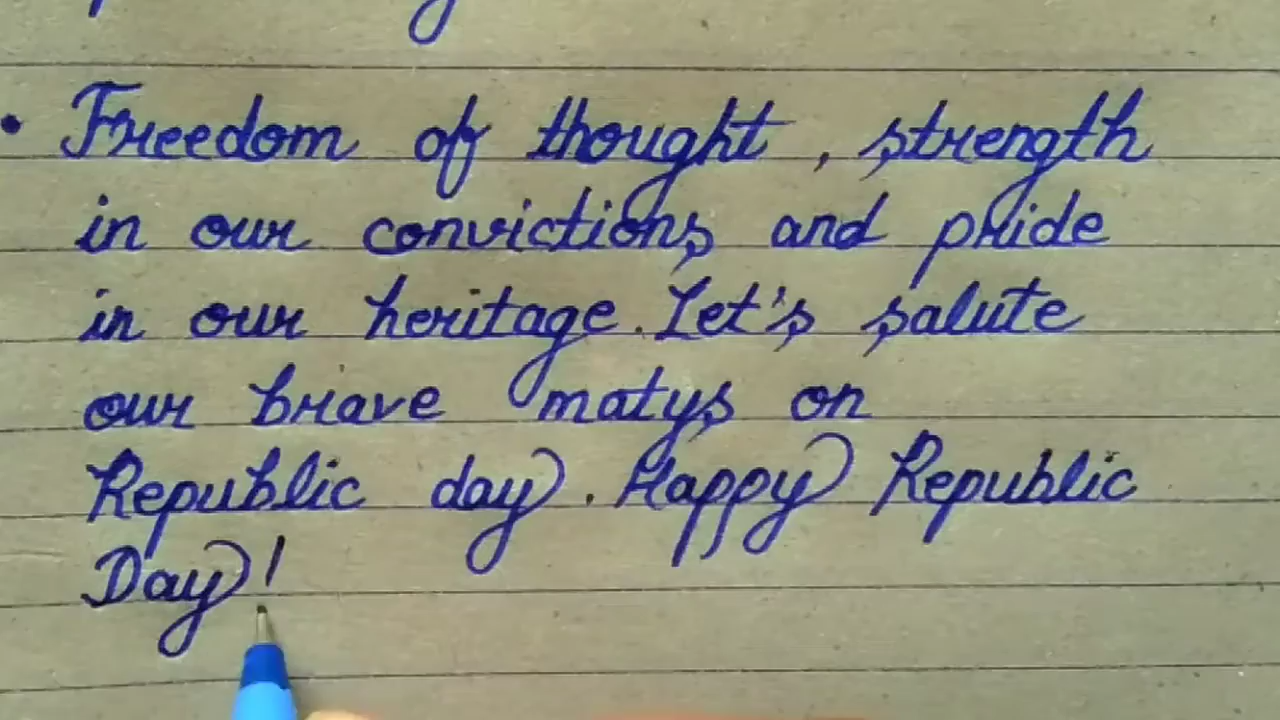 • Freedom of thought, strength
in our convictions, and pride
in our heritage. Let's salute
our brave matys on
Republic day. Happy Republic
Day!